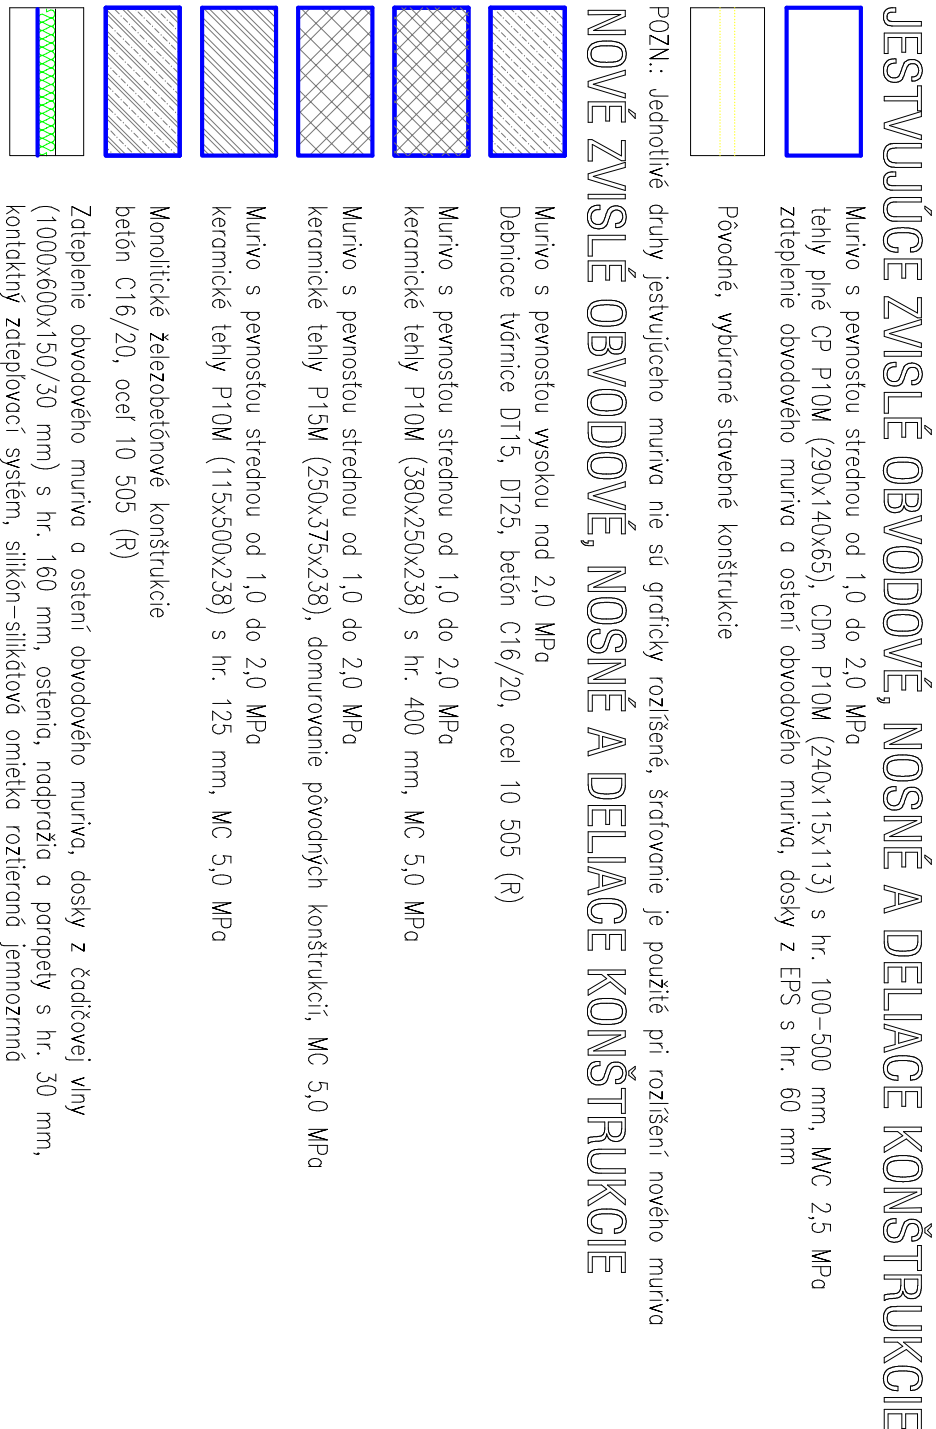 JESTVUJÚCE ZVISLÉ OBVODOVÉ, NOSNÉ A DELIACE KONŠTRUKCIE
Murivo s pevnosťou strednou od 1,0 do 2,0 MPa
tehly plné CP P10M (290x140x65), CDm P10M (240x115x113) s hr. 100-500 mm, MVC 2,5 MPa
zateplenie obvodového muriva a ostení obvodového muriva, dosky z EPS s hr. 60 mm
Pôvodné, vybúrané stavebné konštrukcie
POZN.: Jednotlivé druhy jestvujúceho muriva nie sú graficky rozlíšené, šrafovanie je použité pri rozlíšení nového muriva
NOVÉ ZVISLÉ OBVODOVÉ, NOSNÉ A DELIACE KONŠTRUKCIE
Murivo s pevnosťou vysokou nad 2,0 MPa
Debniace tvárnice DT15, DT25, betón C16/20, ocel 10 505 (R)
Murivo s pevnosťou strednou od 1,0 do 2,0 MPa
keramické tehly P10M (380x250x238) s hr. 400 mm, MC 5,0 MPa
Murivo s pevnosťou strednou od 1,0 do 2,0 MPa
keramické tehly P15M (250x375x238), domurovanie pôvodných konštrukcií, MC 5,0 MPa
Murivo s pevnosťou strednou od 1,0 do 2,0 MPa
keramické tehly P10M (115x500x238) s hr. 125 mm, MC 5,0 MPa
Monolitické železobetónové konštrukcie
betón C16/20, oceľ 10 505 (R)
Zateplenie obvodového muriva a ostení obvodového muriva, dosky z čadičovej vlny
(1000x600x150/30 mm) s hr. 160 mm, ostenia, nadpražia a parapety s hr. 30 mm,
kontaktný zatepľovací systém, silikón-silikátová omietka roztieraná jemnozrnná